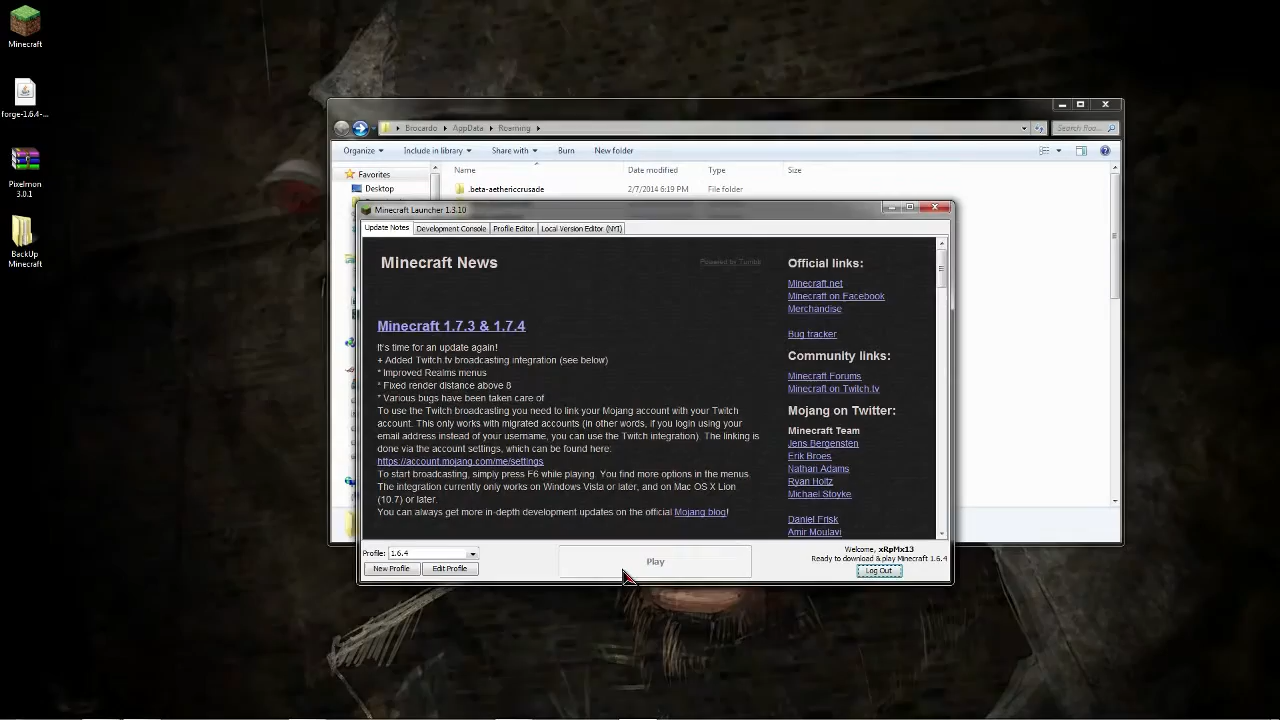 Minecraft
forge-1.6.4-...
Pixelmon
3.0.1
BackUp
Minecraft
Brocardo
AppData
Roaming
Search Roa...
Organize
Include in library
Share with
Burn
New folder
Favorites
Desktop
Name
Date modified
Type
Size
.beta-aethericcrusade
2/7/2014 6:19 PM
File folder
Minecraft Launcher 1.3.10
Update Notes
Development Console
Profile Editor
Local Version Editor (NYI)
Minecraft News
Powered by Tumblr
Minecraft 1.7.3 & 1.7.4
It's time for an update again!
+ Added Twitch tv broadcasting integration (see below)
* Improved Realms menus
* Fixed render distance above 8
* Various bugs have been taken care of
To use the Twitch broadcasting you need to link your Mojang account with your Twitch
account. This only works with migrated accounts (in other words, if you login using your
email address instead of your username, you can use the Twitch integration). The linking is
done via the account settings, which can be found here:
https://account.mojang.com/me/settings
To start broadcasting, simply press F6 while playing. You find more options in the menus.
The integration currently only works on Windows Vista or later, and on Mac OS X Lion
(10.7) or later.
You can always get more in-depth development updates on the official Mojang blog!
Official links:
Minecraft.net
Minecraft on Facebook
Merchandise
Bug tracker
Community links:
Minecraft Forums
Minecraft on Twitch.tv
Mojang on Twitter:
Minecraft Team
Jens Bergensten
Erik Broes
Nathan Adams
Ryan Holtz
Michael Stoyke
Daniel Frisk
Amir Moulavi
Profile: 1.6.4
New Profile
Edit Profile
Play
Welcome, xRpMx13
Ready to download & play Minecraft 1.6.4
Log Out